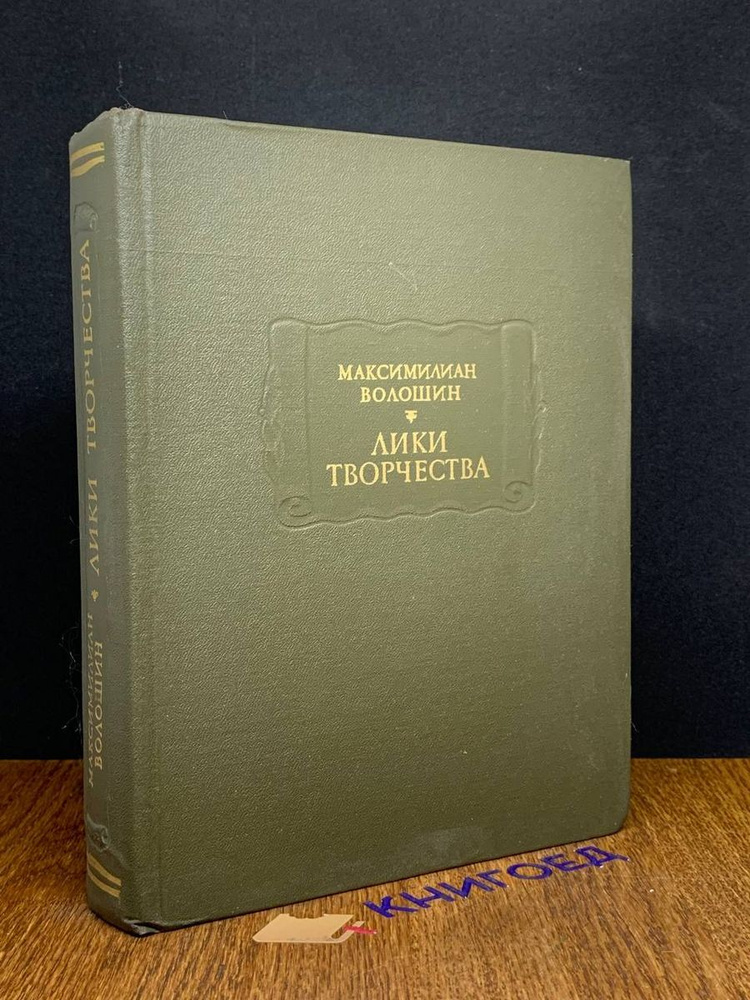 МАКСИМИЛИАН
ВОЛОШИН
ЛИКИ
ТВОРЧЕСТВА
МАКСИМИЛИАН
ВОЛОШИН
ЛИКИ ТВОРЧЕСТВА
КНИГОЕД